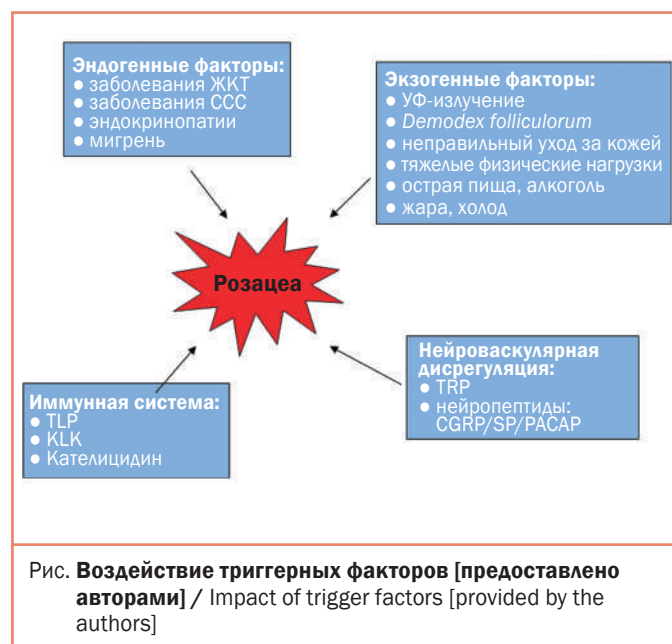 Эндогенные факторы:
● заболевания ЖКТ
● заболевания ССС
● эндокринопатии
● мигрень
Экзогенные факторы:
● УФ-излучение
● Demodex folliculorum
● неправильный уход за кожей
● тяжелые физические нагрузки
● острая пища, алкоголь
● жара, холод
Розацеа
Иммунная система:
● TLP
● KLK
● Кателицидин
Нейроваскулярная
дисрегуляция:
● TRP
● нейропептиды:
CGRP/SP/PACAP
Рис. Воздействие триггерных факторов [предоставлено
авторами] / Impact of trigger factors [provided by the
authors]